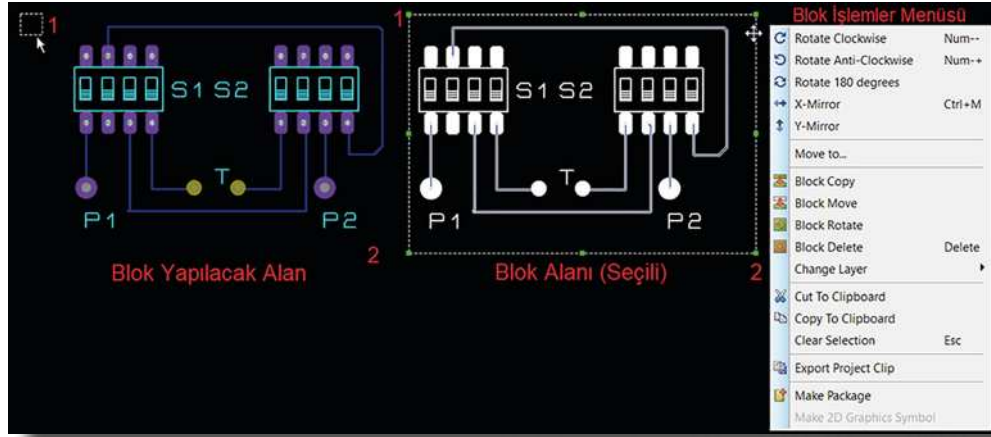 1
S1 S2
T
P1
P2
2
Blok Yapılacak Alan
1
S1 S2
T
P1
P2
2
Blok Alanı (Seçili)
Blok İşlemler Menüsü
Rotate Clockwise Num--
Rotate Anti-Clockwise Num-+
Rotate 180 degrees
X-Mirror Ctrl+M
Y-Mirror
Move to...
Block Copy
Block Move
Block Rotate
Block Delete Delete
Change Layer
Cut To Clipboard
Copy To Clipboard
Clear Selection Esc
Export Project Clip
Make Package
Make 2D Graphics Symbol